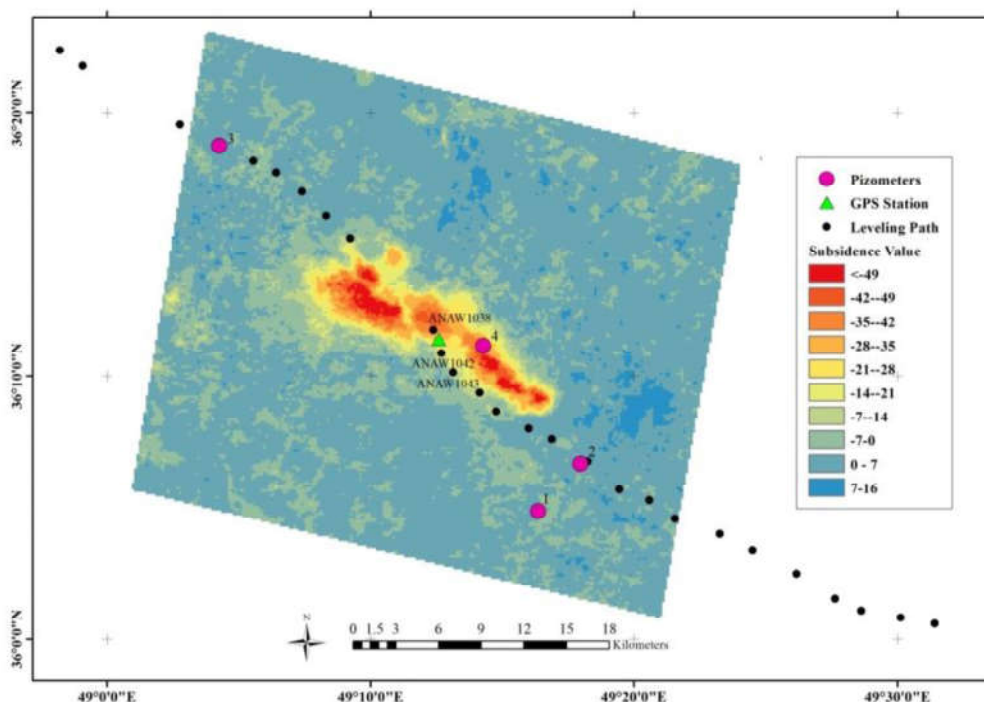 36°20'0"N
36°10'0"N
36°0'0"N
3
ANAW1038
4
ANAW1042
ANAW1043
2
1
Pizometers
GPS Station
Leveling Path
Subsidence Value
<-49
-42--49
-35--42
-28--35
-21--28
-14--21
-7--14
-7-0
0 - 7
7-16
N
0 1.5 3 6 9 12 15 18
Kilometers
49°0'0"E 49°10'0"E 49°20'0"E 49°30'0"E